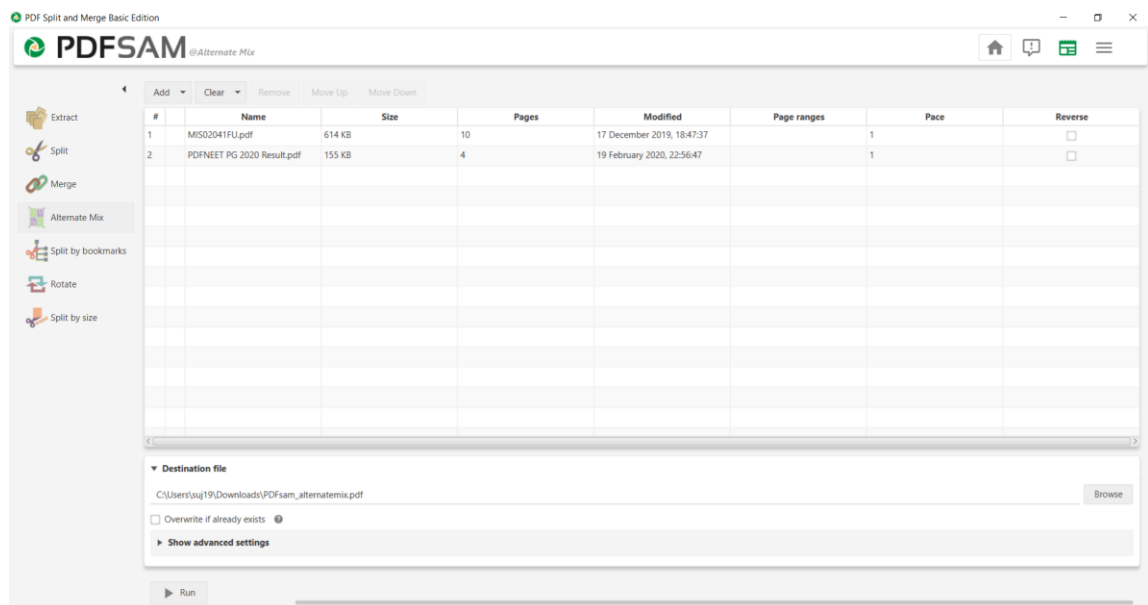 PDF Split and Merge Basic Edition
PDFSAM @Alternate Mix
Add Clear Remove Move Up Move Down
Extract
Split
Merge
Alternate Mix
Split by bookmarks
Rotate
Split by size
# Name Size Pages Modified Page ranges Pace Reverse
1 MIS02041FU.pdf 614 KB 10 17 December 2019, 18:47:37 1
2 PDFNEET PG 2020 Result.pdf 155 KB 4 19 February 2020, 22:56:47 1
Destination file
C:\Users\suj19\Downloads\PDFsam_alternatemix.pdf Browse
Overwrite if already exists ?
Show advanced settings
Run